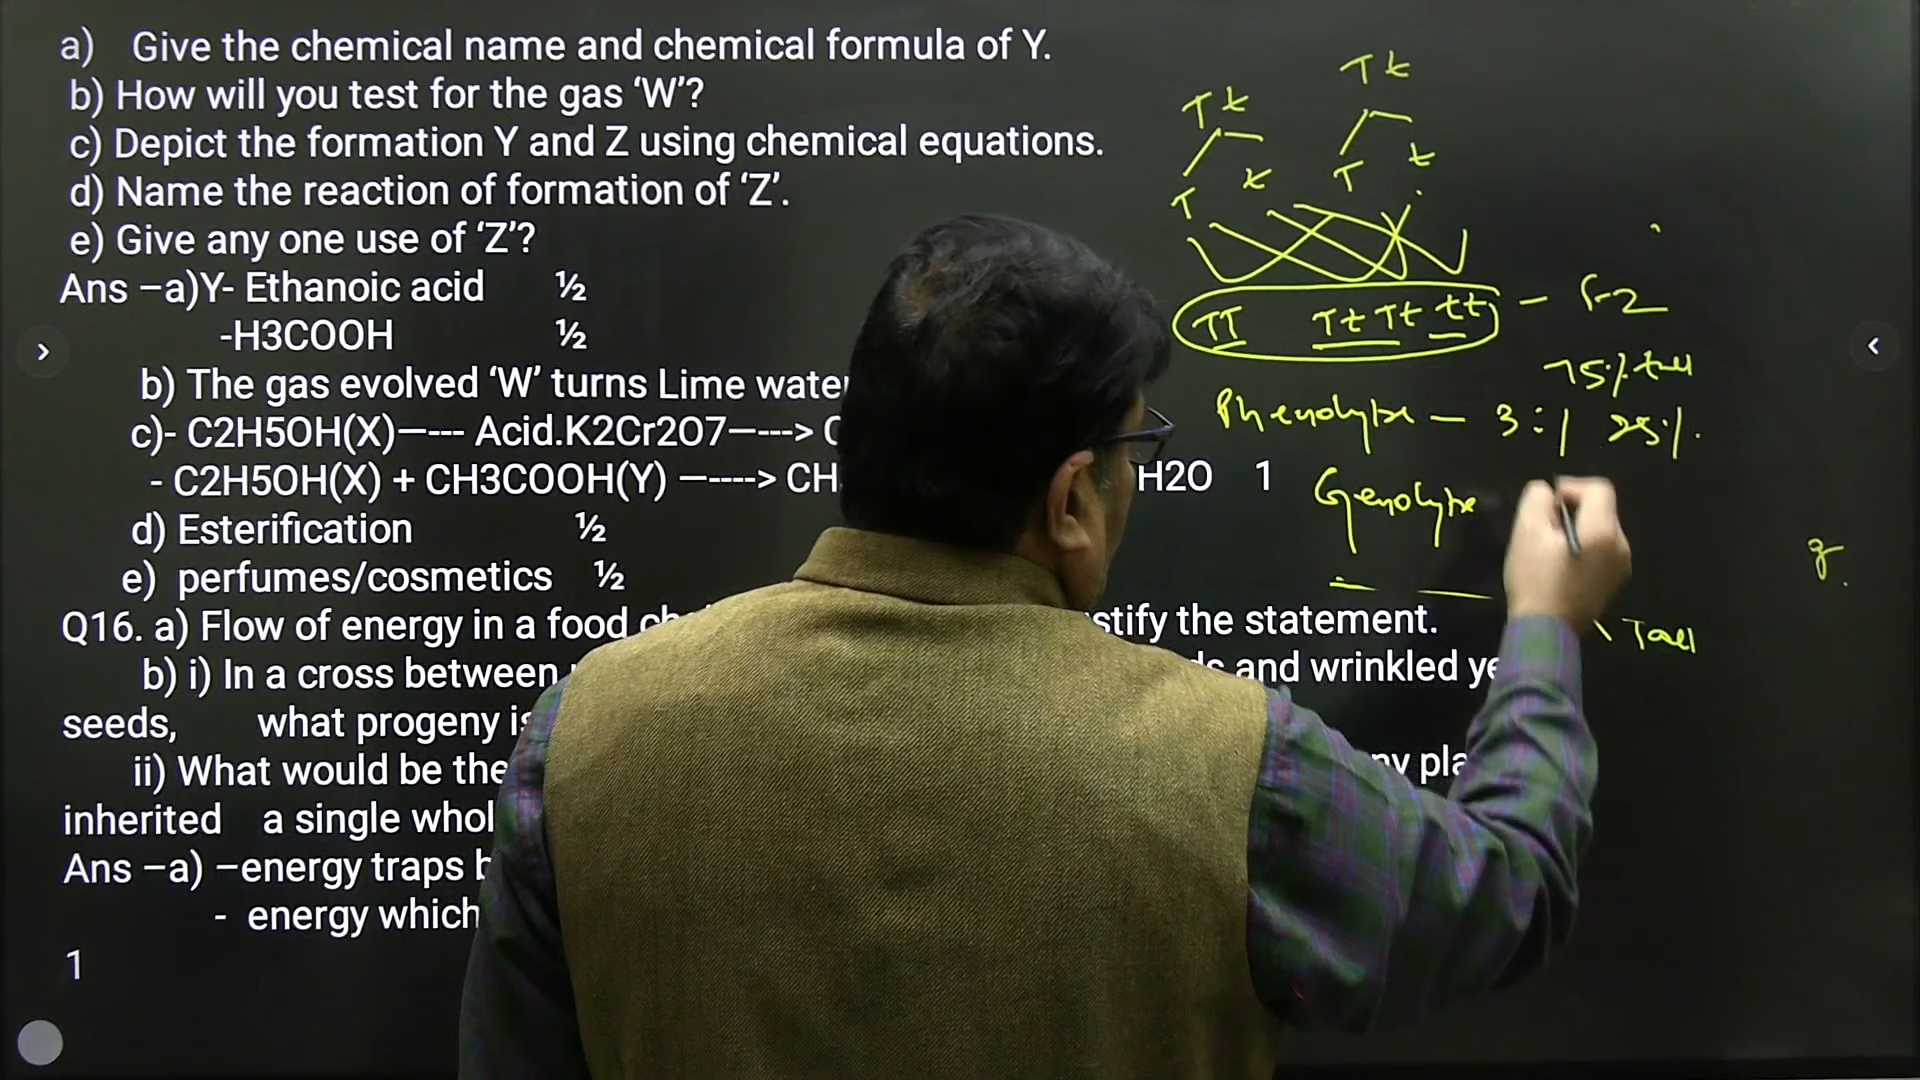 a) Give the chemical name and chemical formula of Y.
b) How will you test for the gas ‘W’?
c) Depict the formation Y and Z using chemical equations.
d) Name the reaction of formation of ‘Z’.
e) Give any one use of ‘Z’?
Ans –a)Y- Ethanoic acid ½
-H3COOH ½
b) The gas evolved ‘W’ turns Lime water
c)- C2H5OH(X)—--- Acid.K2Cr2O7—--->
- C2H5OH(X) + CH3COOH(Y) —----> CH H2O 1
d) Esterification ½
e) perfumes/cosmetics ½
Q16. a) Flow of energy in a food stify the statement.
b) i) In a cross between and wrinkled
seeds, what progeny
ii) What would be the
inherited a single
Ans –a) –energy traps
- energy which
1
Tt Tt
T t T t
TT Tt Tt tt – F2
75% tall
Phenotype – 3:1 25%
Genotype
Tall